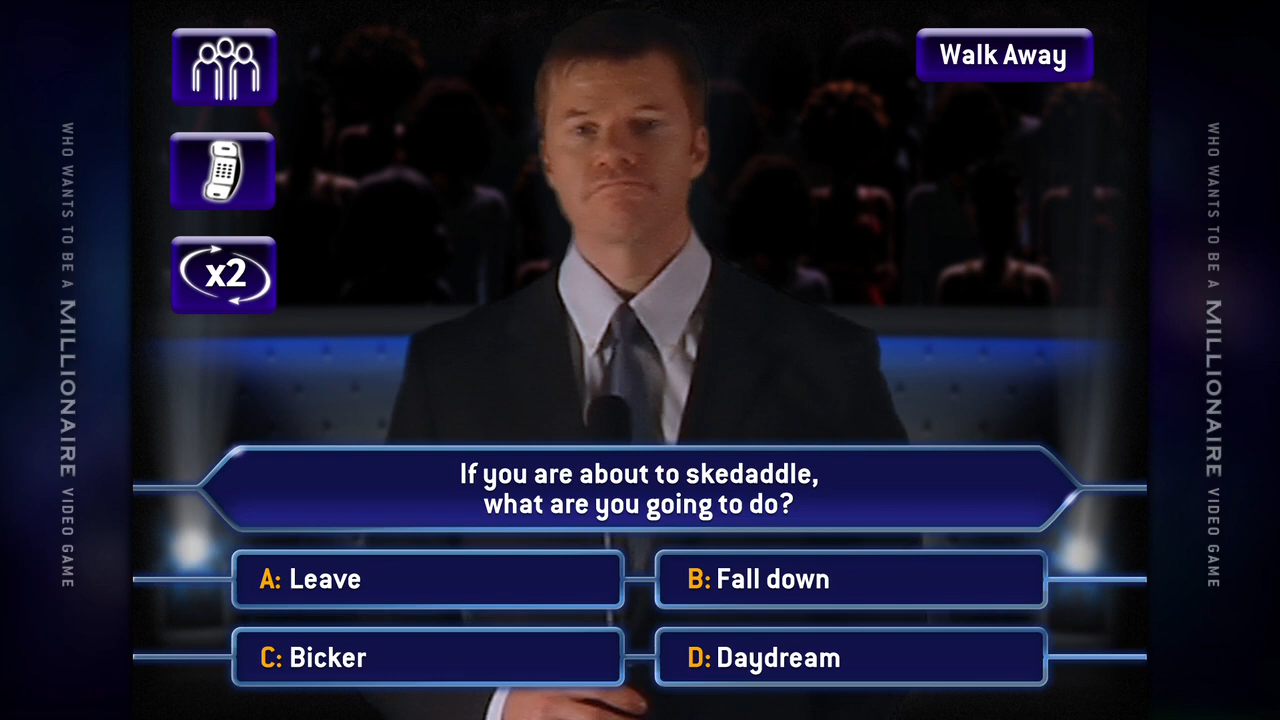 Walk Away
x2
WHO WANTS TO BE A MILLIONAIRE VIDEO GAME
WHO WANTS TO BE A MILLIONAIRE VIDEO GAME
If you are about to skedaddle,
what are you going to do?
A: Leave
B: Fall down
C: Bicker
D: Daydream